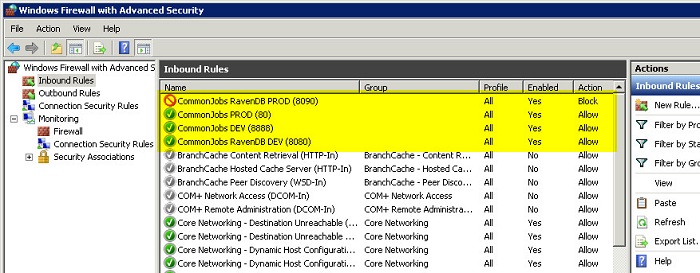 Windows Firewall with Advanced Security
File Action View Help
Windows Firewall with Advanced S
Inbound Rules
Outbound Rules
Connection Security Rules
Monitoring
Firewall
Connection Security Rules
Security Associations
Inbound Rules
Name Group Profile Enabled Action
CommonJobs RavenDB PROD (8090) All Yes Block
CommonJobs PROD (80) All Yes Allow
CommonJobs DEV (8888) All Yes Allow
CommonJobs RavenDB DEV (8080) All Yes Allow
BranchCache Content Retrieval (HTTP-In) BranchCache - Content R... All No Allow
BranchCache Hosted Cache Server (HTTP-In) BranchCache - Hosted Cac... All No Allow
BranchCache Peer Discovery (WSD-In) BranchCache - Peer Disco... All No Allow
COM+ Network Access (DCOM-In) COM+ Network Access All No Allow
COM+ Remote Administration (DCOM-In) COM+ Remote Administra... All No Allow
Core Networking - Destination Unreachable (... Core Networking All Yes Allow
Core Networking - Destination Unreachable ... Core Networking All Yes Allow
Core Networking - Dynamic Host Configurati... Core Networking All Yes Allow
Core Networking - Dynamic Host Configurati... Core Networking All Yes Allow
Actions
Inbound Rules
New Rule...
Filter by Pro
Filter by Sta
Filter by Gro
View
Paste
Refresh
Export List.
Help